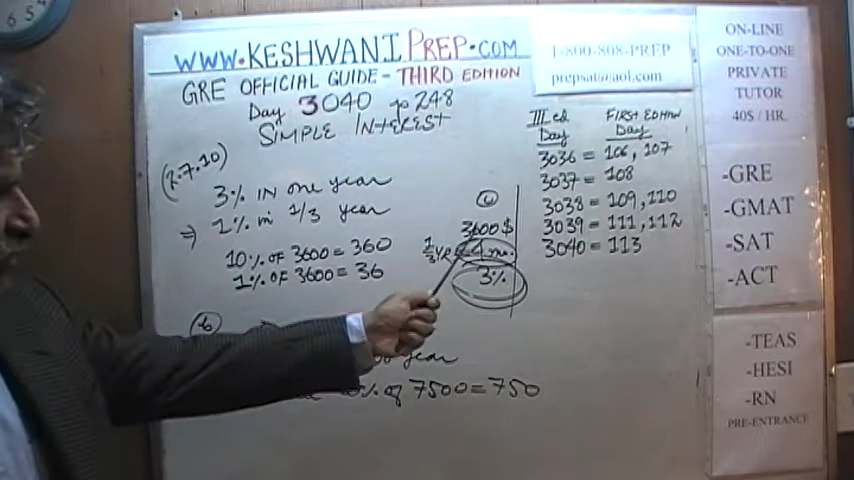 www.KESHWANIPREP.COM
GRE OFFICIAL GUIDE - THIRD EDITION
Day 3040 gp 248
SIMPLE INTEREST
(2.7.10)
3% IN one year
⇒ 1% in 1/3 year
10% OF 3600 = 360
1% OF 3600 = 36
3600 $
1/3 YR = 4 mo.
3%
6
year
% of 7500 = 750
1-800-808-PREP
prepsat@aol.com
III ed FIRST EDITION
Day Day
3036 = 106, 107
3037 = 108
3038 = 109, 110
3039 = 111, 112
3040 = 113
ON-LINE
ONE-TO-ONE
PRIVATE
TUTOR
40$ / HR.
-GRE
-GMAT
-SAT
-ACT
-TEAS
-HESI
-RN
PRE-ENTRANCE